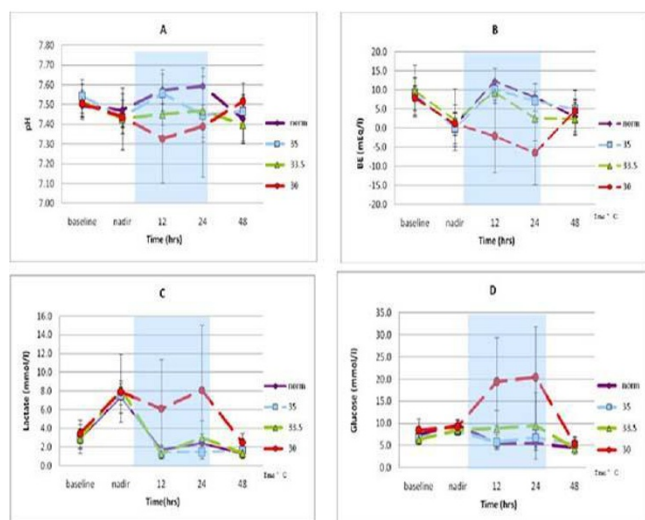 A
7.80
7.70
7.60
7.50
7.40
7.30
7.20
7.10
7.00
pH
baseline nadir 12 24 48
Time (hrs)
norm
35
33.5
30
B
20.0
15.0
10.0
5.0
0.0
-5.0
-10.0
-15.0
-20.0
BE (mEq/l)
baseline nadir 12 24 48
Time (hrs)
norm
35
33.5
30
C
16.0
14.0
12.0
10.0
8.0
6.0
4.0
2.0
0.0
Lactate (mmol/l)
baseline nadir 12 24 48
Time(hrs)
norm
35
33.5
30
D
35.0
30.0
25.0
20.0
15.0
10.0
5.0
0.0
Glucose (mmol/l)
baseline nadir 12 24 48
Time (hrs)
norm
35
33.5
30